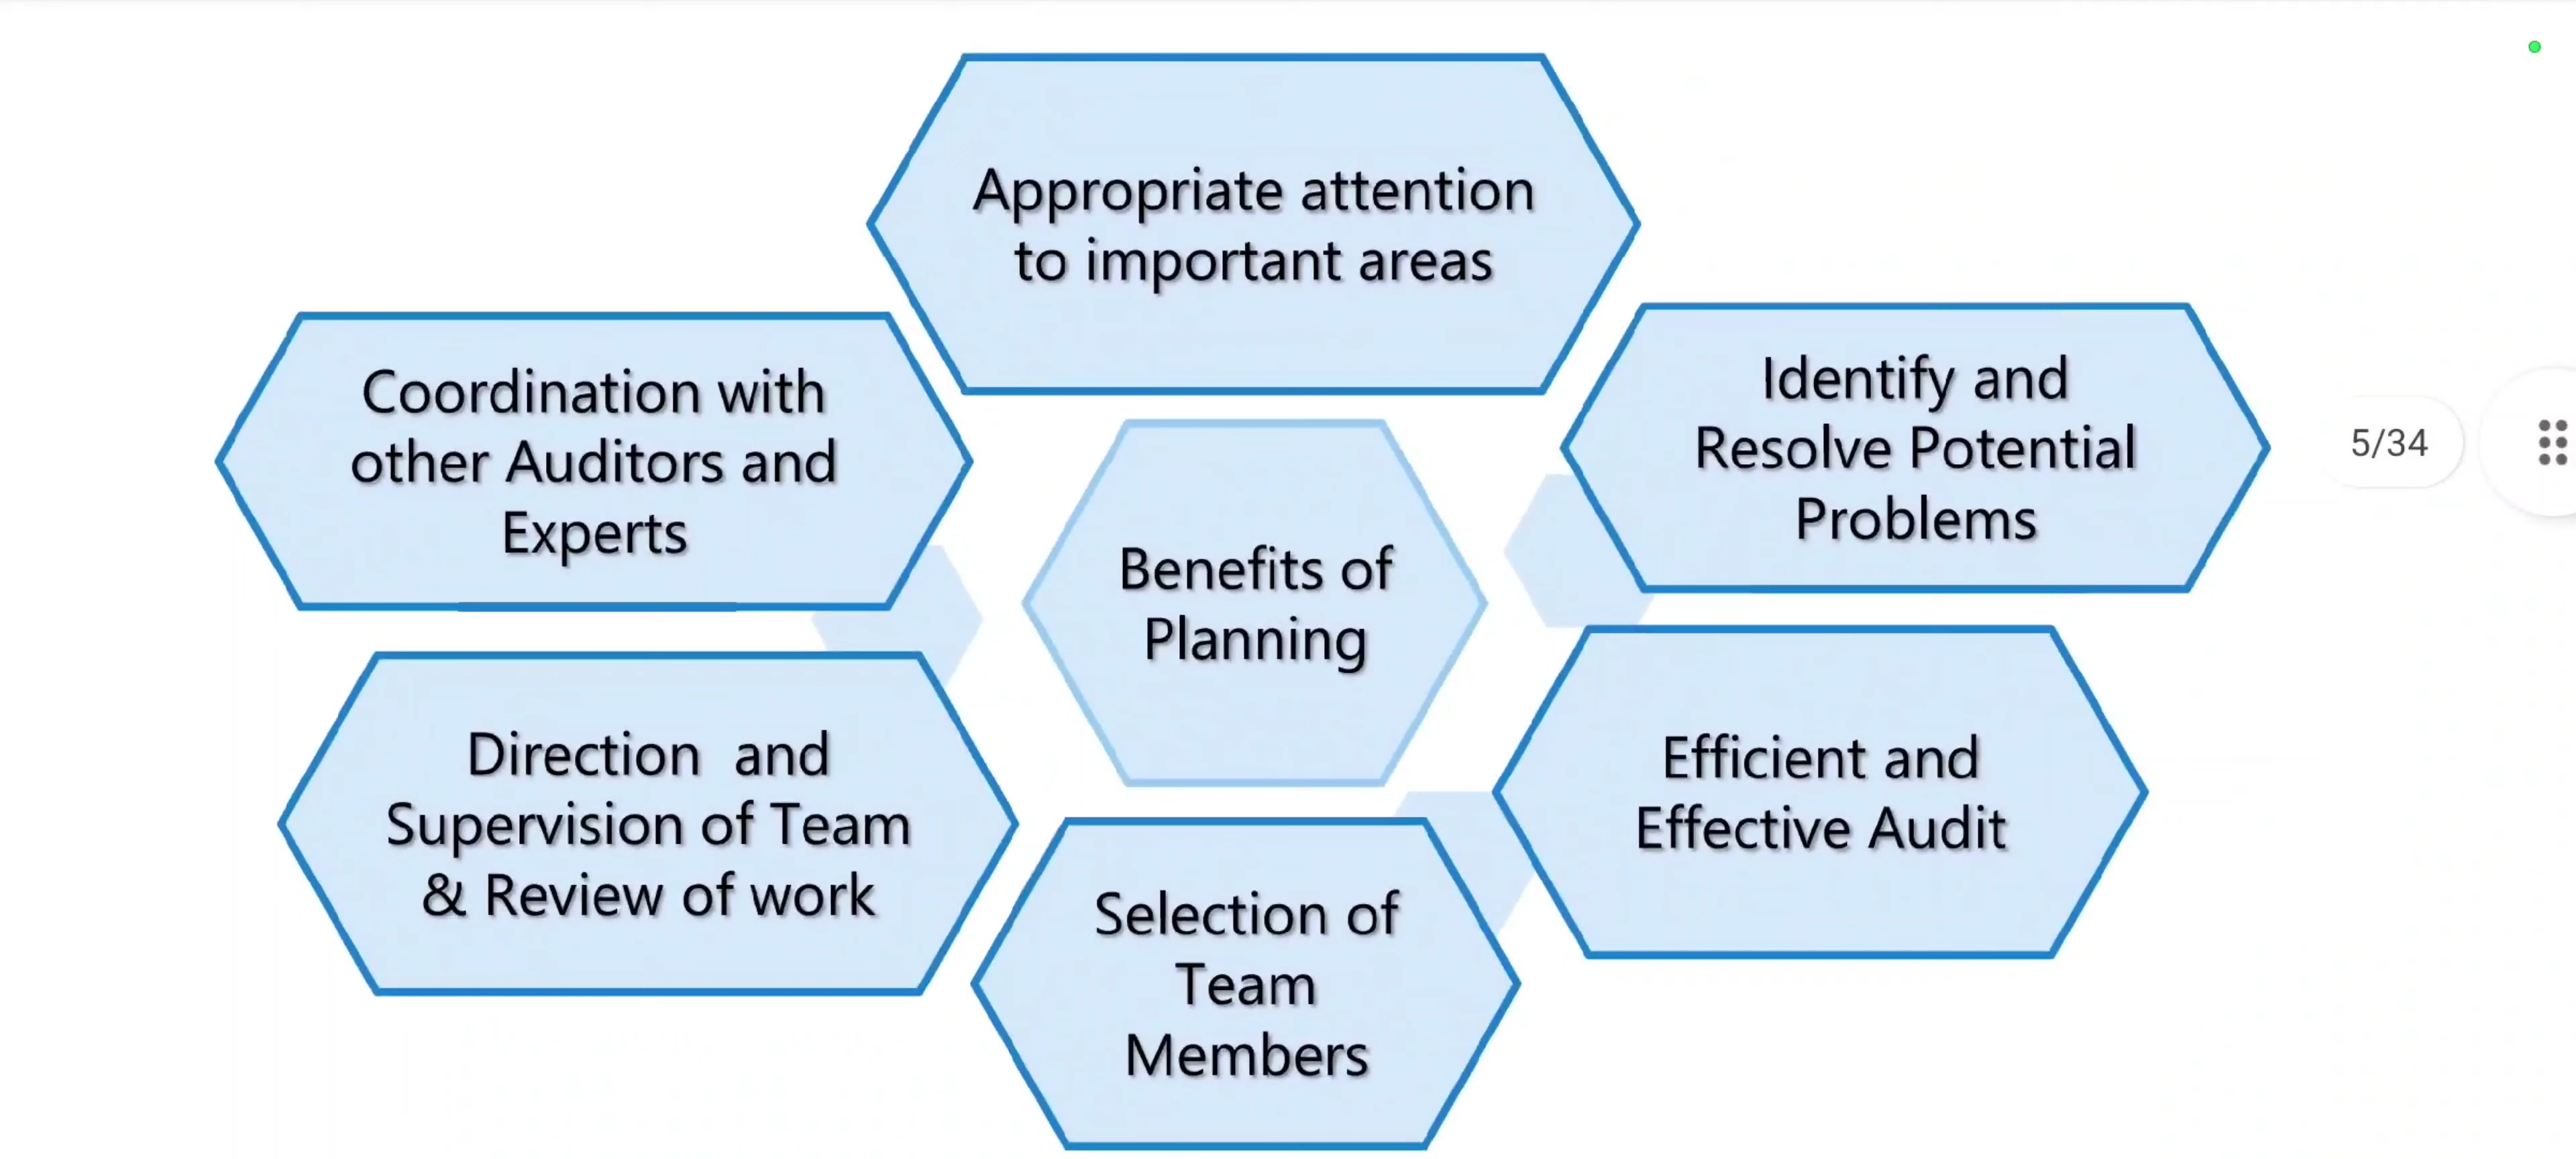 Appropriate attention
to important areas
Coordination with
other Auditors and
Experts
Identify and
Resolve Potential
Problems
5/34
Benefits of
Planning
Direction and
Supervision of Team
& Review of work
Efficient and
Effective Audit
Selection of
Team
Members